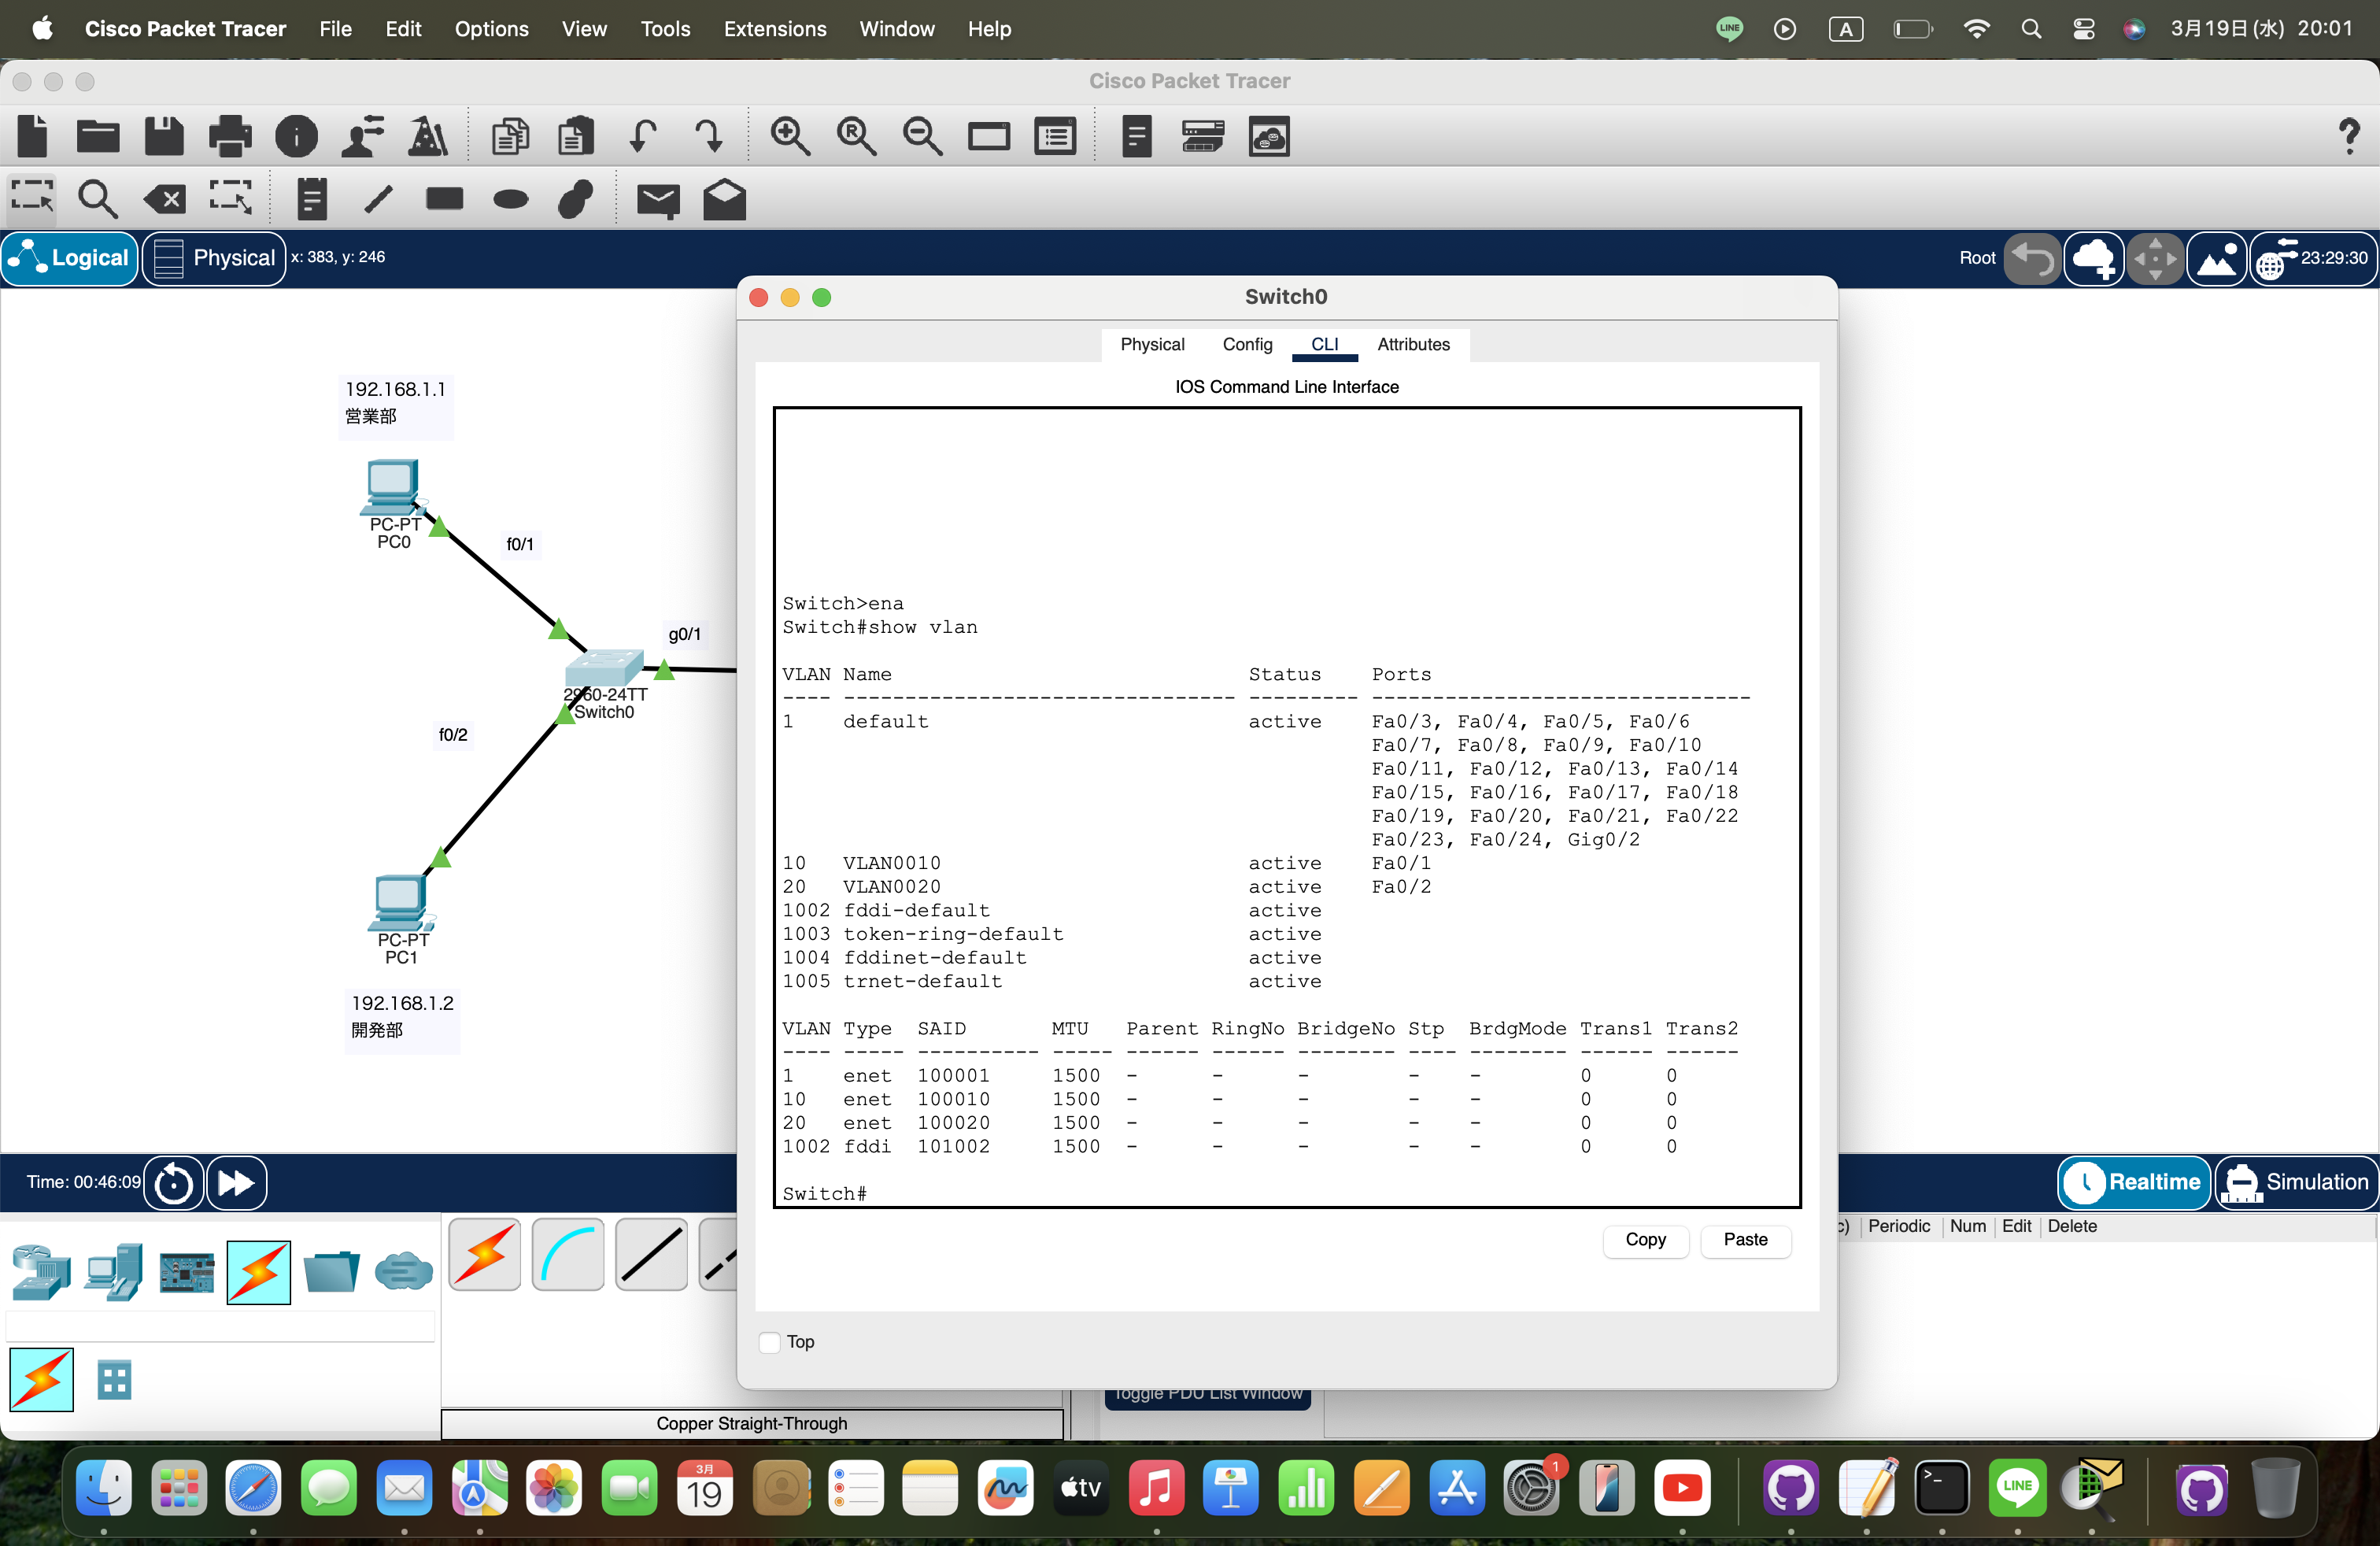 Cisco Packet Tracer File Edit Options View Tools Extensions Window Help LINE A 3月19日(水) 20:01
Cisco Packet Tracer
Logical Physical x: 383, y: 246 Root 23:29:30
Switch0
Physical Config CLI Attributes
IOS Command Line Interface
192.168.1.1
営業部
PC-PT
PC0
f0/1
g0/1
2960-24TT
Switch0
f0/2
PC-PT
PC1
192.168.1.2
開発部
Switch>ena
Switch#show vlan
VLAN Name Status Ports
---- -------------------------------- --------- -------------------------------
1 default active Fa0/3, Fa0/4, Fa0/5, Fa0/6
Fa0/7, Fa0/8, Fa0/9, Fa0/10
Fa0/11, Fa0/12, Fa0/13, Fa0/14
Fa0/15, Fa0/16, Fa0/17, Fa0/18
Fa0/19, Fa0/20, Fa0/21, Fa0/22
Fa0/23, Fa0/24, Gig0/2
10 VLAN0010 active Fa0/1
20 VLAN0020 active Fa0/2
1002 fddi-default active
1003 token-ring-default active
1004 fddinet-default active
1005 trnet-default active
VLAN Type SAID MTU Parent RingNo BridgeNo Stp BrdgMode Trans1 Trans2
---- ----- ---------- ----- ------ ------ -------- ---- -------- ------ ------
1 enet 100001 1500 - - - - - 0 0
10 enet 100010 1500 - - - - - 0 0
20 enet 100020 1500 - - - - - 0 0
1002 fddi 101002 1500 - - - - - 0 0
Switch#
Copy Paste
Top
Time: 00:46:09 Realtime Simulation
c) Periodic Num Edit Delete
Toggle PDU List Window
Copper Straight-Through
3月
19
tv
1
LINE